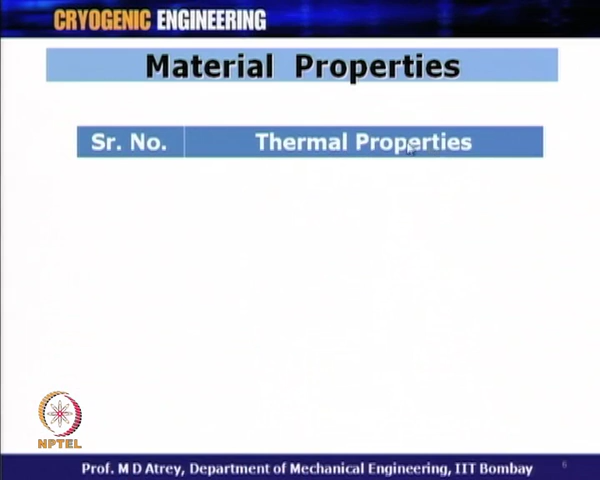 CRYOGENIC ENGINEERING
Material Properties
Sr. No. Thermal Properties
NPTEL
Prof. M D Atrey, Department of Mechanical Engineering, IIT Bombay 6